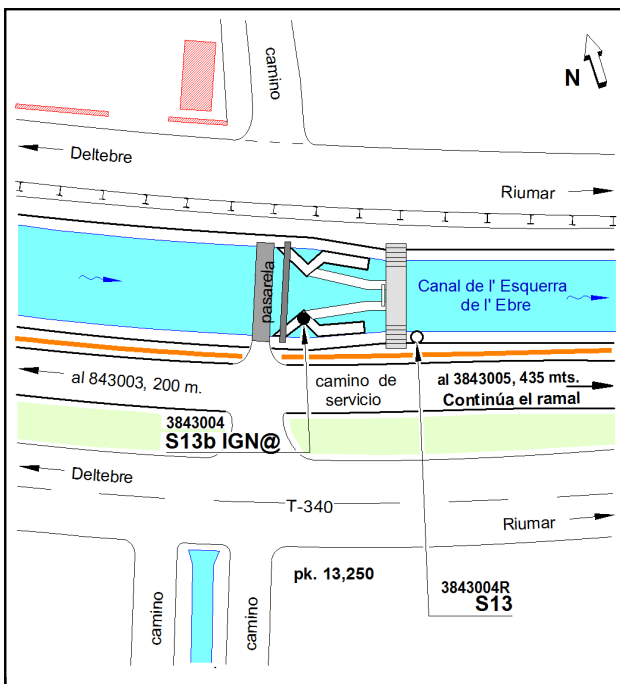 camino
N
Deltebre
Riumar
pasarela
Canal de l' Esquerra
de l' Ebre
al 843003, 200 m.
camino de
servicio
al 3843005, 435 mts.
Continúa el ramal
3843004
S13b IGN@
Deltebre
T-340
Riumar
pk. 13,250
3843004R
S13
camino
camino